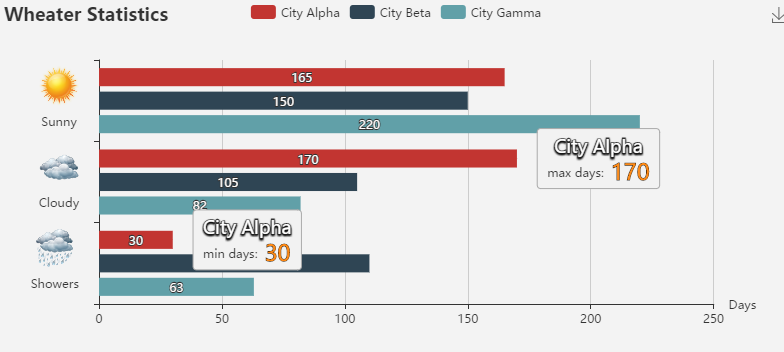 Wheater Statistics
City Alpha City Beta City Gamma
165
150
Sunny
220
City Alpha
max days: 170
170
105
Cloudy
82
City Alpha
min days: 30
30
Showers
63
Days
0 50 100 150 200 250